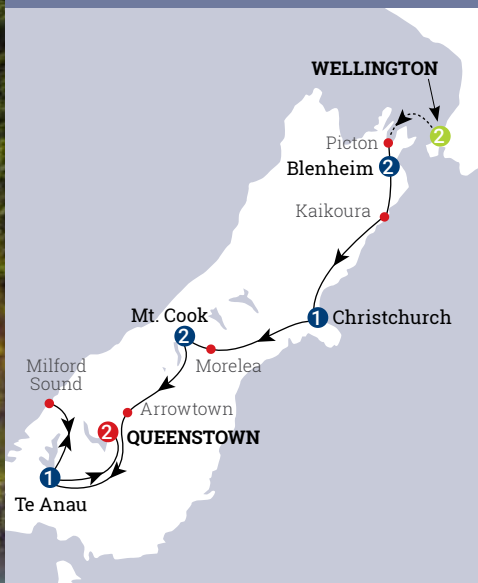 WELLINGTON
2
Picton
Blenheim 2
Kaikoura
1 Christchurch
Mt. Cook
2
Morelea
Milford
Sound
Arrowtown
2 QUEENSTOWN
1
Te Anau